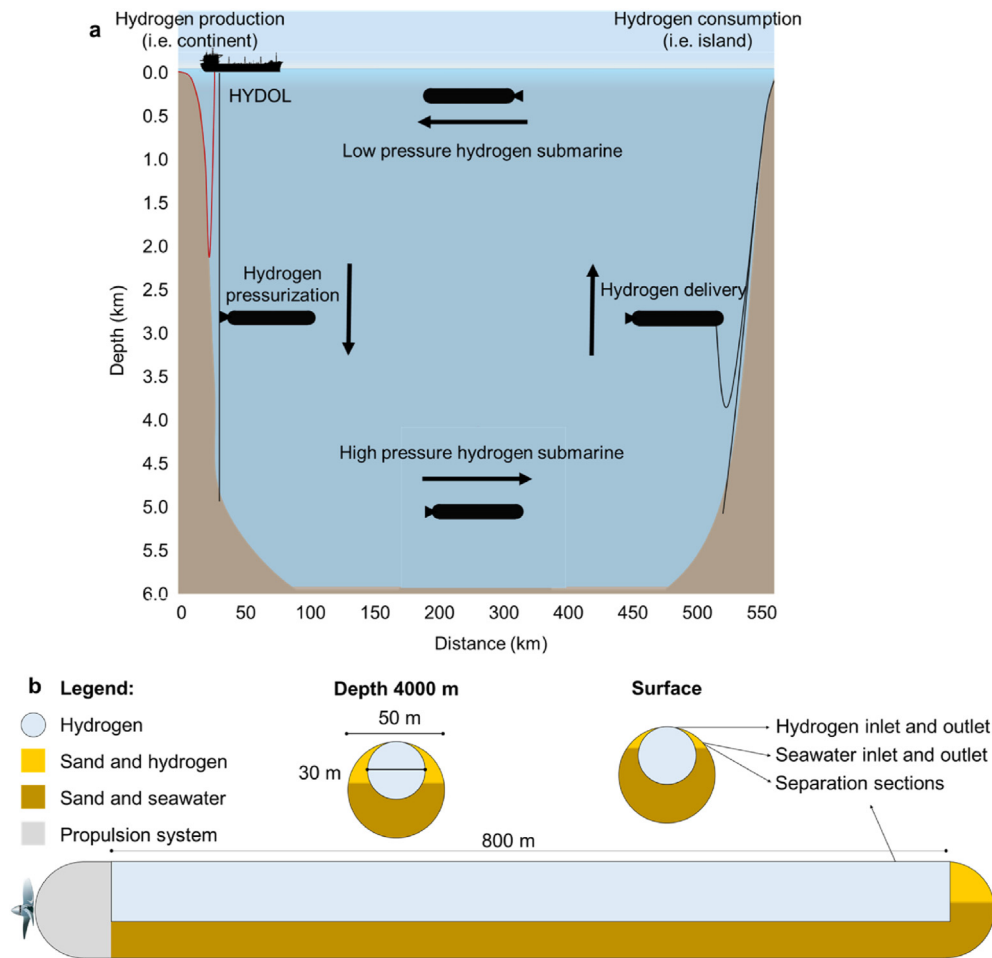 a
Hydrogen production
(i.e. continent)
Hydrogen consumption
(i.e. island)
HYDOL
Low pressure hydrogen submarine
Hydrogen
pressurization
Hydrogen delivery
High pressure hydrogen submarine
Depth (km)
0.0
0.5
1.0
1.5
2.0
2.5
3.0
3.5
4.0
4.5
5.0
5.5
6.0
0 50 100 150 200 300 400 450 500 550
Distance (km)
b Legend:
Hydrogen
Sand and hydrogen
Sand and seawater
Propulsion system
Depth 4000 m
50 m
30 m
Surface
Hydrogen inlet and outlet
Seawater inlet and outlet
Separation sections
800 m